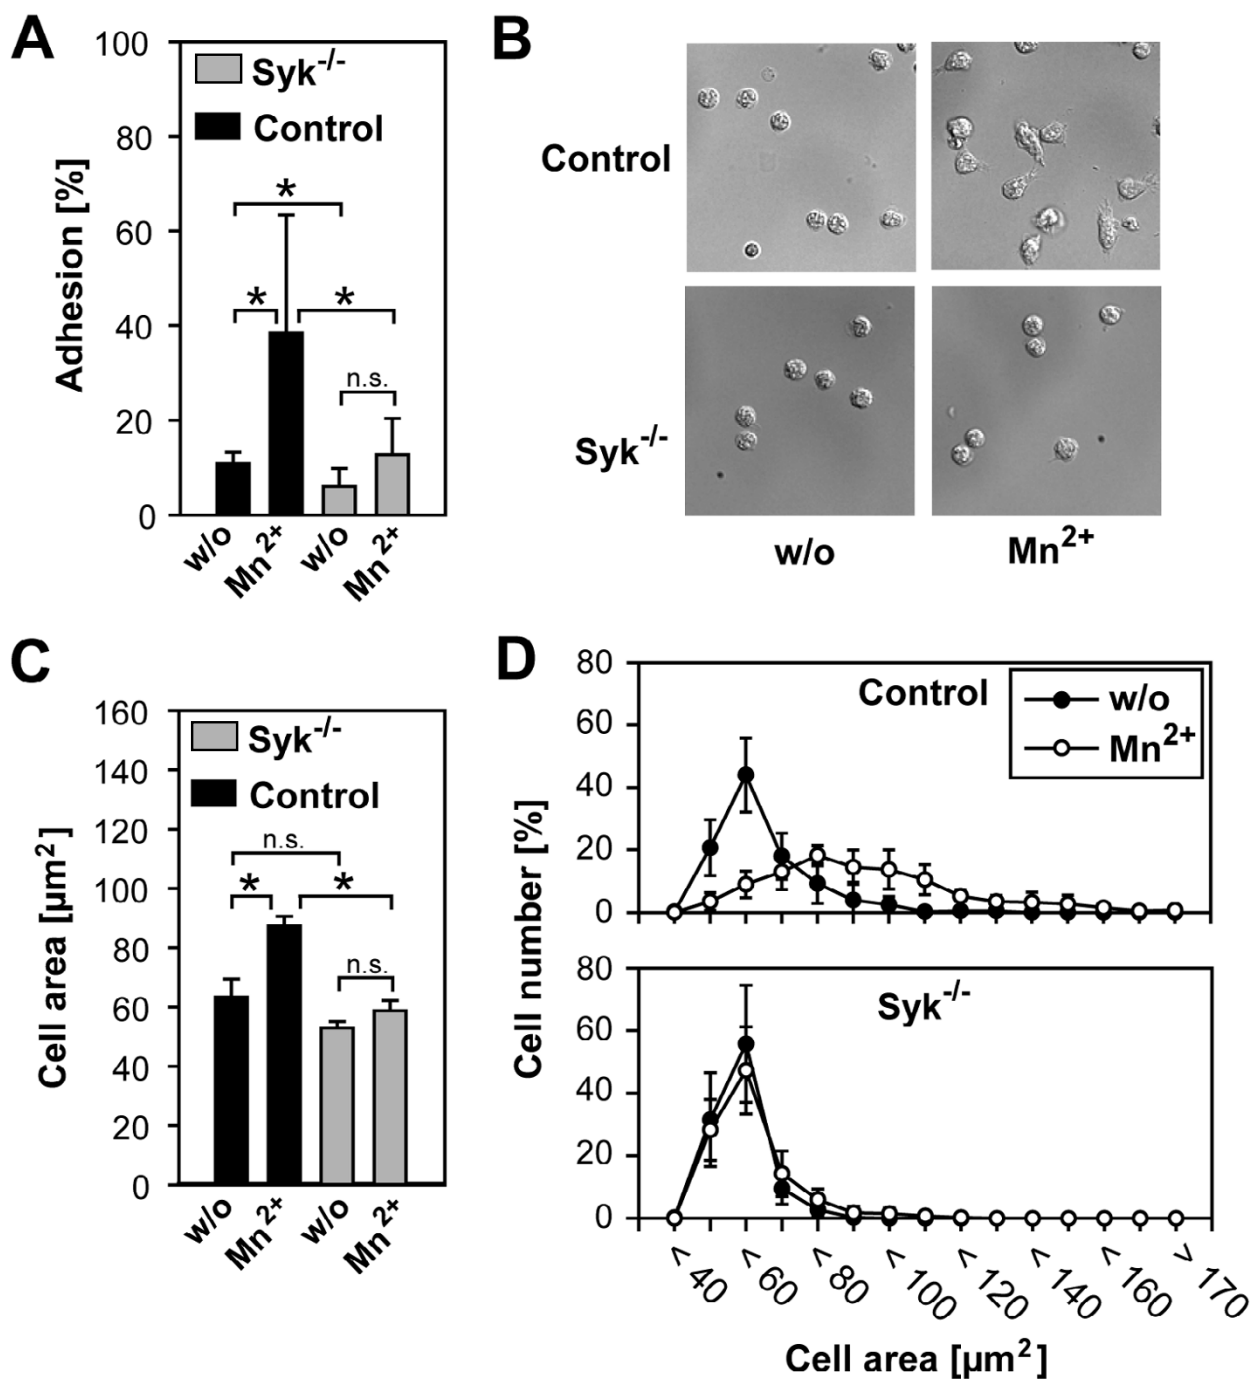 A
100
80
60
40
20
0
Adhesion [%]
Syk-/-
Control
*
*
*
n.s.
w/o
Mn2+
w/o
Mn2+
B
Control
Syk-/-
w/o
Mn2+
C
160
140
120
100
80
60
40
20
0
Cell area [µm2]
Syk-/-
Control
n.s.
*
*
n.s.
w/o
Mn2+
w/o
Mn2+
D
80
60
40
20
0
Control
w/o
Mn2+
Cell number [%]
80
60
40
20
0
Syk-/-
< 40
< 60
< 80
< 100
< 120
< 140
< 160
> 170
Cell area [µm2]